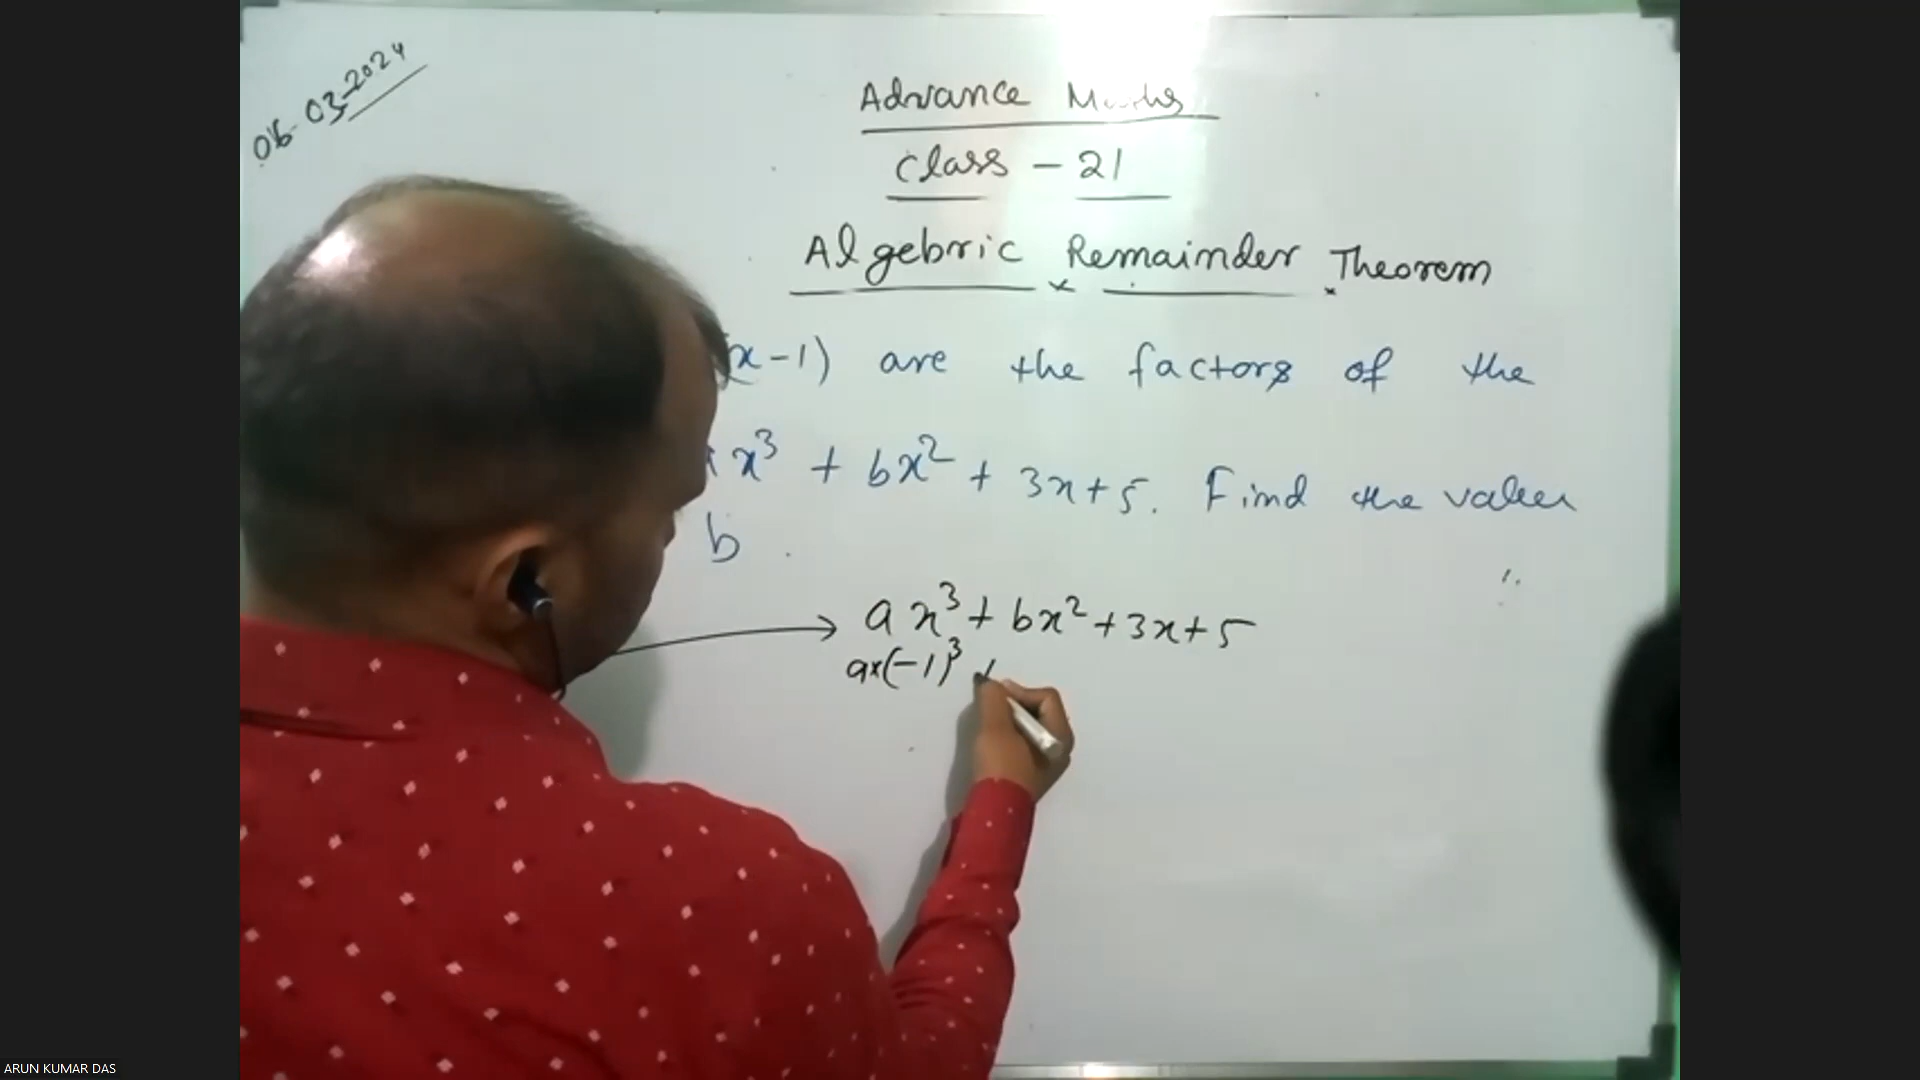 06-03-2024
Advance Maths
Class - 21
Algebric Remainder Theorem
(x-1) are the factors of the
x³ + bx² + 3x+5. Find the value
b.
ax³ + bx² + 3x+5
a×(-1)³ +
ARUN KUMAR DAS